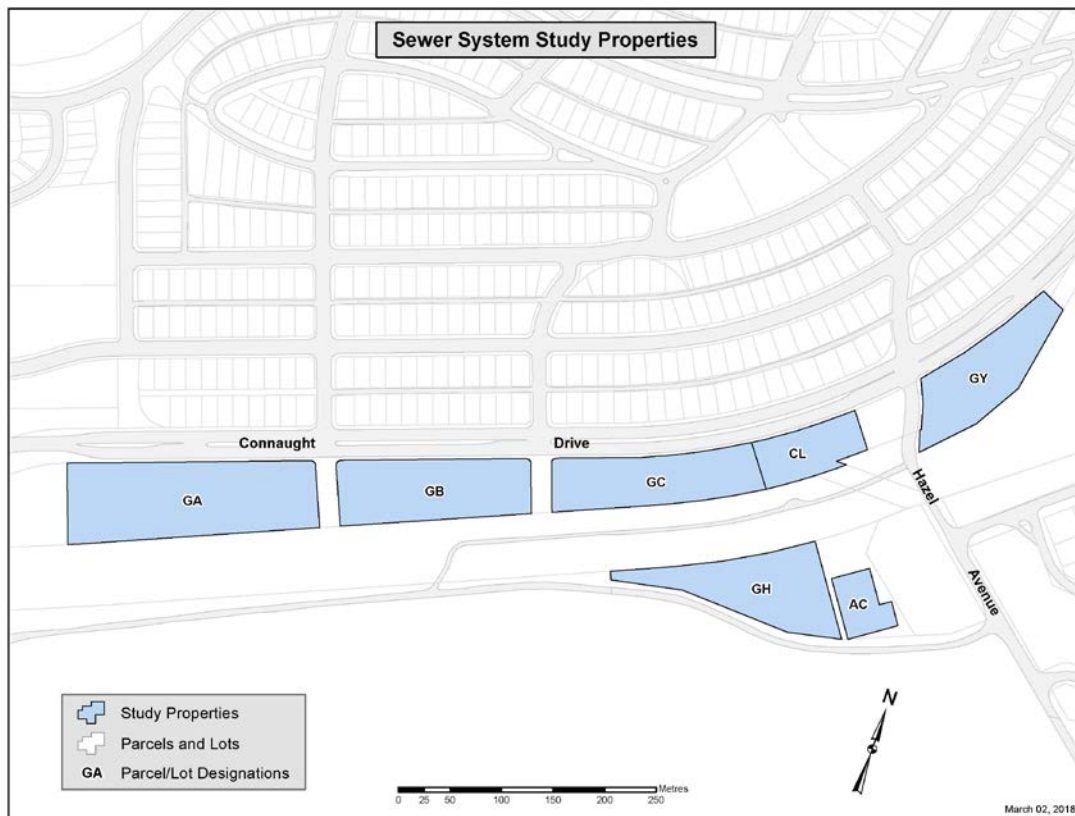 Sewer System Study Properties
GY
Connaught Drive
CL
GC
GA
GB
Hazel
Avenue
GH
AC
N
Study Properties
Parcels and Lots
GA Parcel/Lot Designations
0 25 50 100 150 200 250 Metres
March 02, 2018